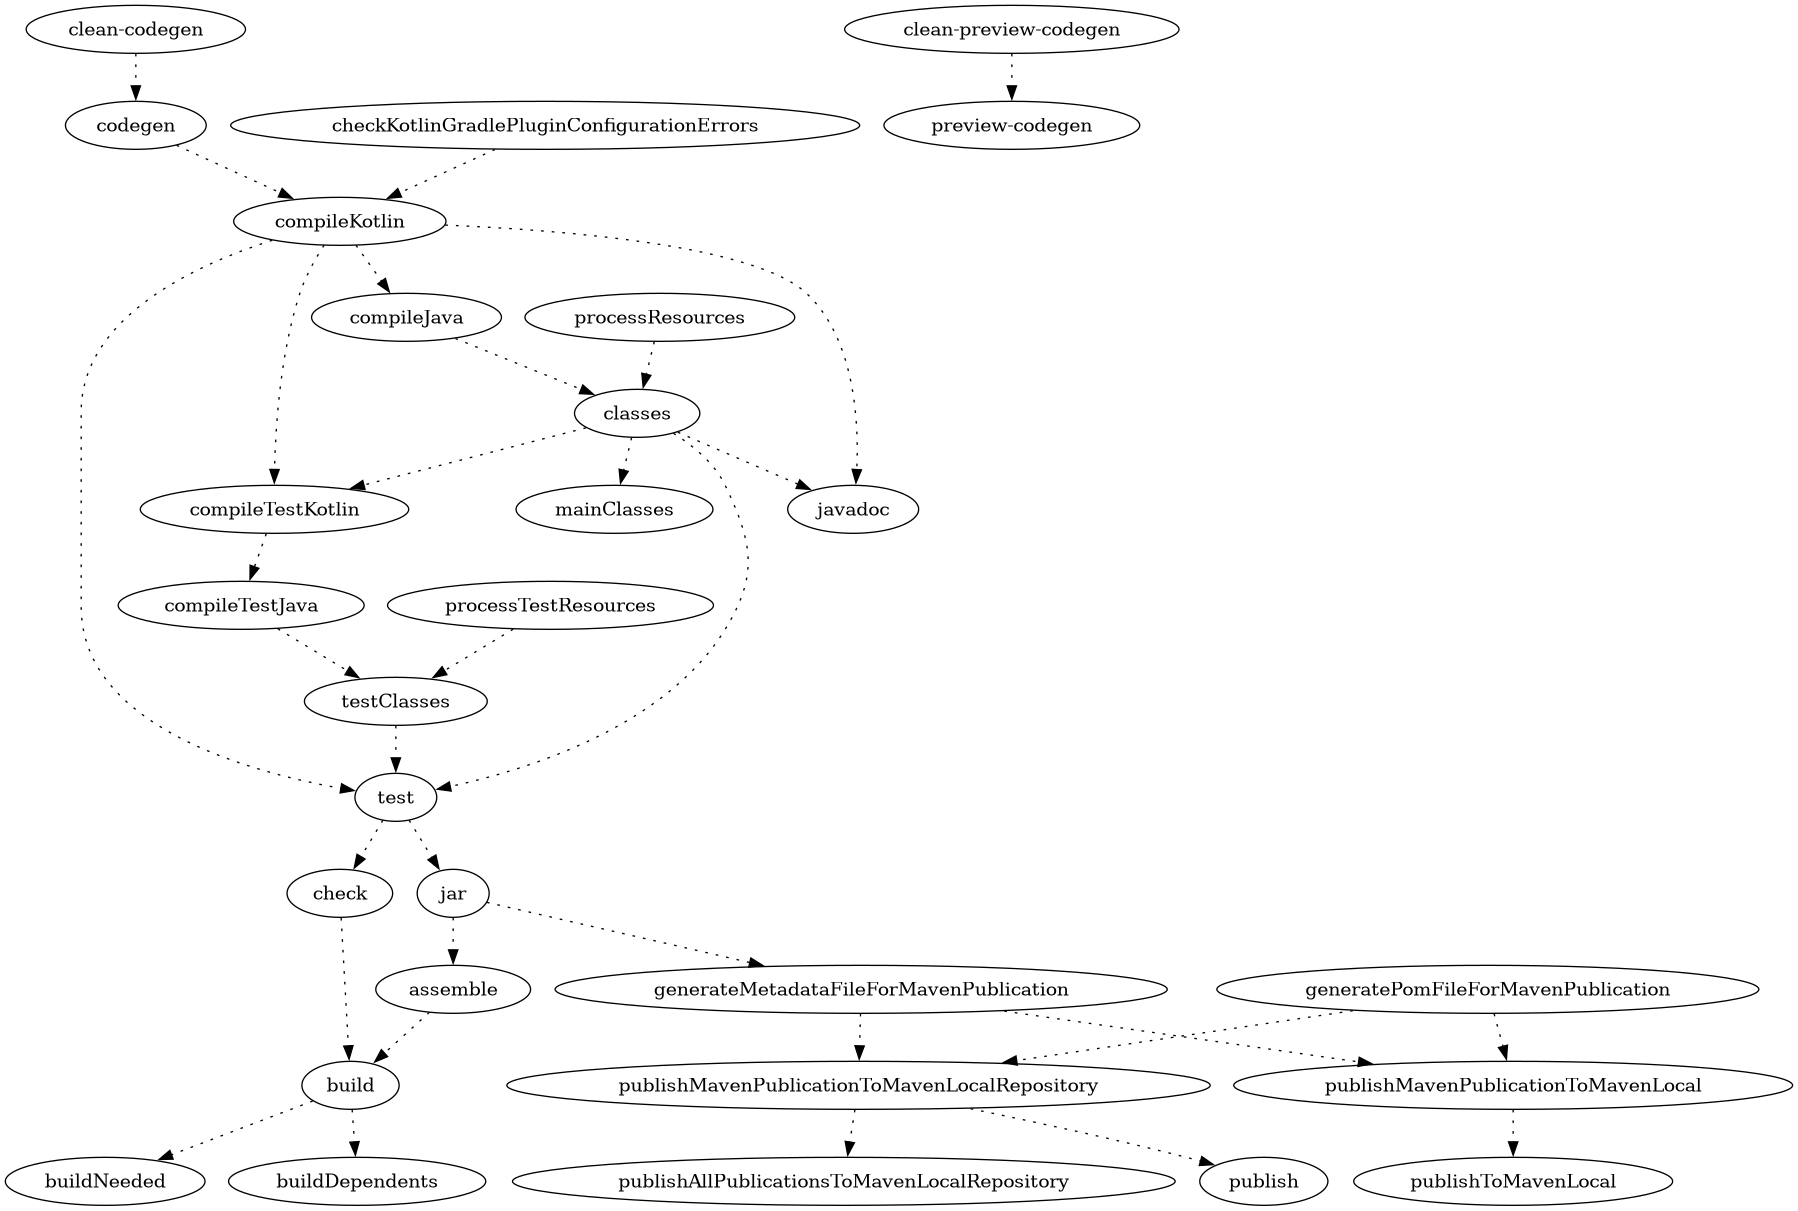 clean-codegen
clean-preview-codegen
codegen
checkKotlinGradlePluginConfigurationErrors
preview-codegen
compileKotlin
compileJava
processResources
classes
compileTestKotlin
mainClasses
javadoc
compileTestJava
processTestResources
testClasses
test
check
jar
assemble
generateMetadataFileForMavenPublication
generatePomFileForMavenPublication
build
publishMavenPublicationToMavenLocalRepository
publishMavenPublicationToMavenLocal
buildNeeded
buildDependents
publishAllPublicationsToMavenLocalRepository
publish
publishToMavenLocal